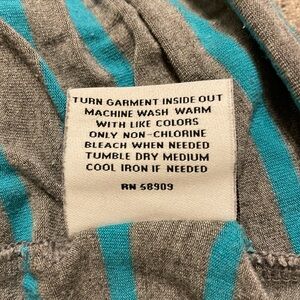 TURN GARMENT INSIDE OUT
MACHINE WASH WARM
WITH LIKE COLORS
ONLY NON-CHLORINE
BLEACH WHEN NEEDED
TUMBLE DRY MEDIUM
COOL IRON IF NEEDED
RN 58909